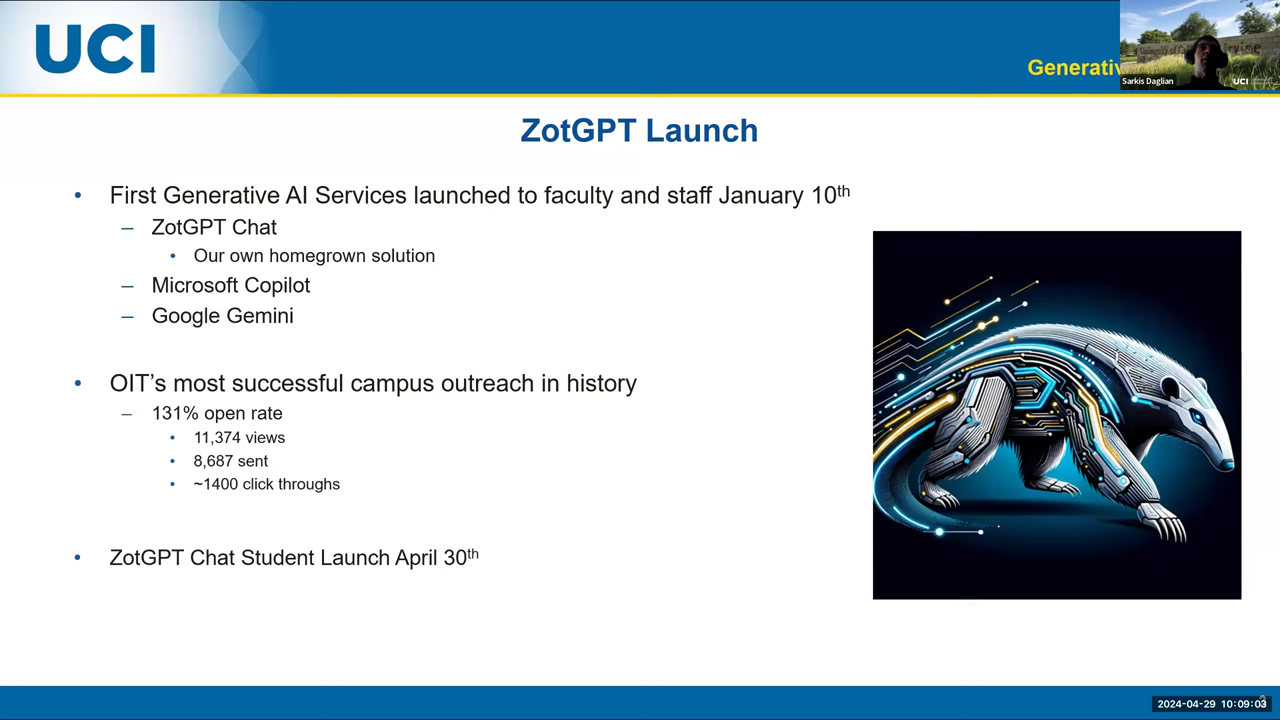 UCI
Generativ
University of
Sarkis Daglian
UCI
ZotGPT Launch
• First Generative AI Services launched to faculty and staff January 10th
– ZotGPT Chat
• Our own homegrown solution
– Microsoft Copilot
– Google Gemini
• OIT’s most successful campus outreach in history
– 131% open rate
• 11,374 views
• 8,687 sent
• ~1400 click throughs
• ZotGPT Chat Student Launch April 30th
2024-04-29 10:09:03